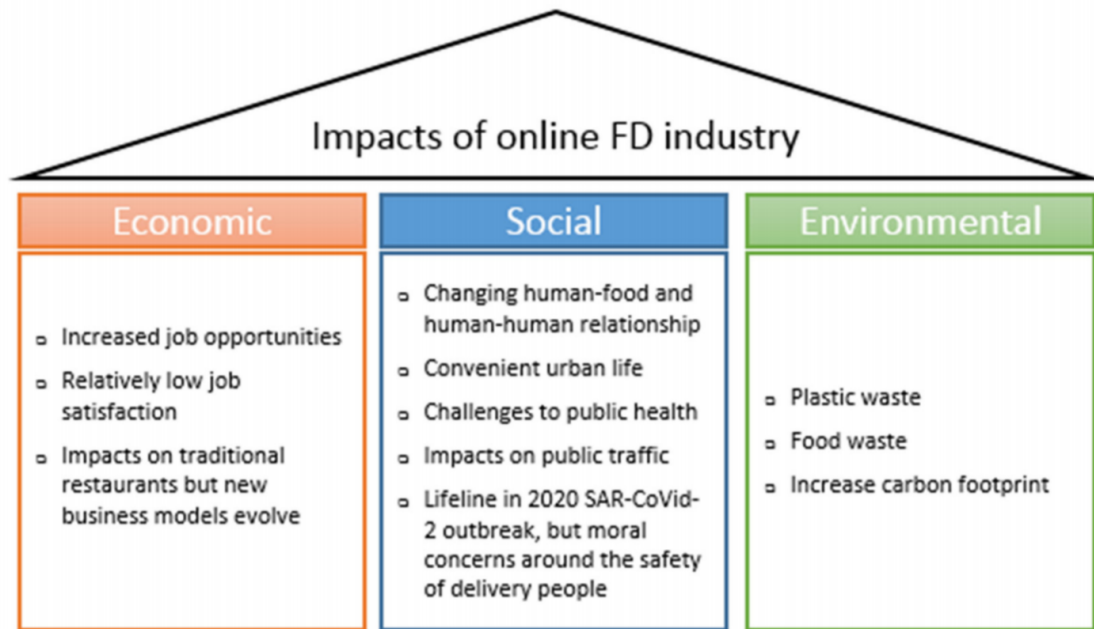 Impacts of online FD industry
Economic
Increased job opportunities
Relatively low job
satisfaction
Impacts on traditional
restaurants but new
business models evolve
Social
Changing human-food and
human-human relationship
Convenient urban life
Challenges to public health
Impacts on public traffic
Lifeline in 2020 SAR-CoVid-
2 outbreak, but moral
concerns around the safety
of delivery people
Environmental
Plastic waste
Food waste
Increase carbon footprint